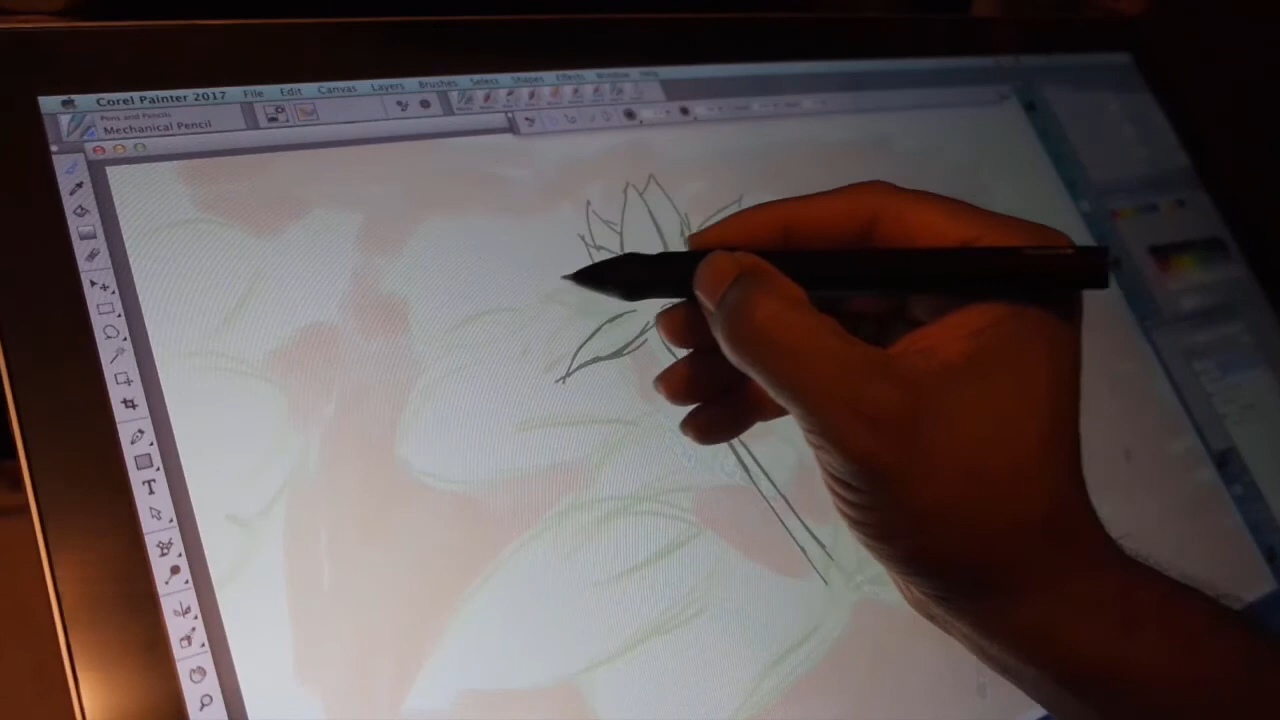 Corel Painter 2017 File Edit Canvas Layers Brushes Select Shapes Effects Window Help
Pens and Pencils
Mechanical Pencil
T